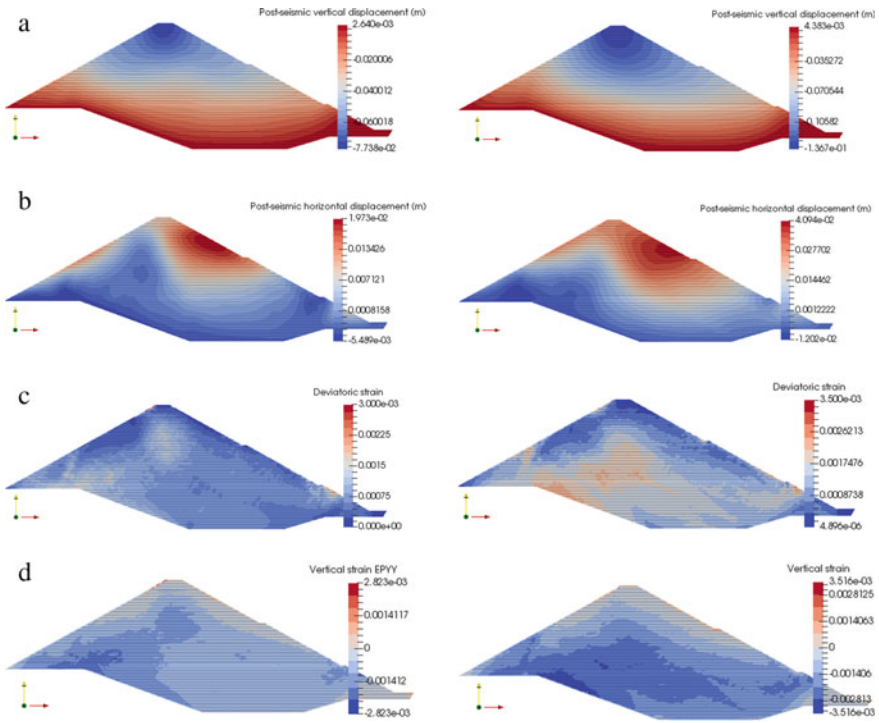 a
Post-seismic vertical displacement (m)
2.640e-03
-0.020006
-0.040012
-0.060018
-7.738e-02
Post-seismic vertical displacement (m)
4.383e-03
-0.035272
-0.070544
-0.10582
-1.367e-01
b
Post-seismic horizontal displacement (m)
1.973e-02
0.013426
0.007121
0.0008158
-5.489e-03
Post-seismic horizontal displacement (m)
4.094e-02
0.027702
0.014462
0.0012222
-1.202e-02
c
Deviatoric strain
3.000e-03
0.00225
0.0015
0.00075
0.000e+00
Deviatoric strain
3.500e-03
0.0026213
0.0017476
0.0008738
4.896e-06
d
Vertical strain EPYY
2.823e-03
0.0014117
0
-0.001412
-2.823e-03
Vertical strain
3.516e-03
0.0028125
0.0014063
0
-0.001406
-0.002813
-3.516e-03